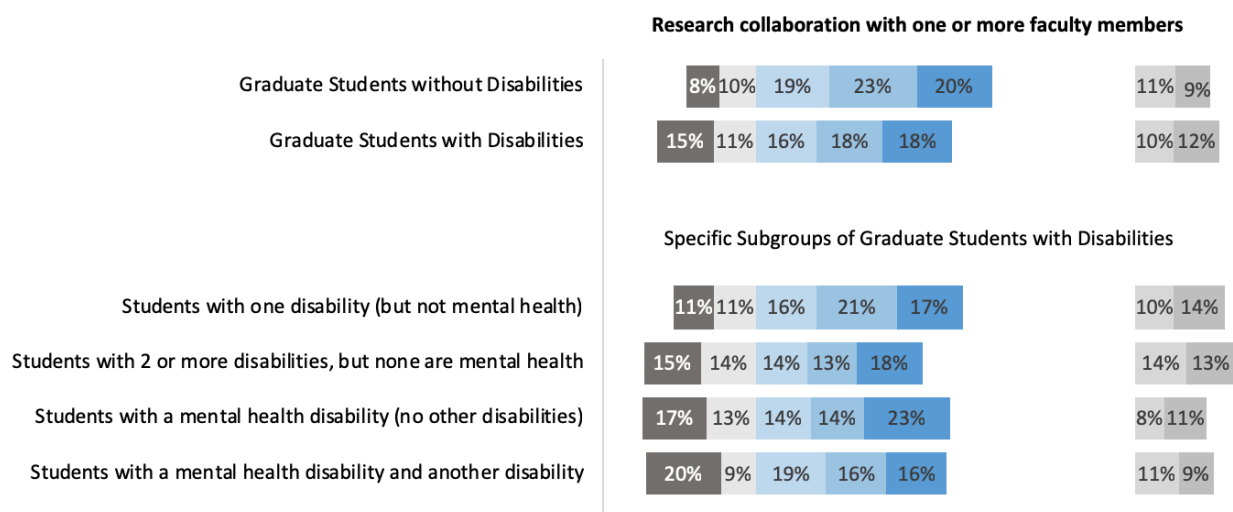 Research collaboration with one or more faculty members
Graduate Students without Disabilities 8% 10% 19% 23% 20% 11% 9%
Graduate Students with Disabilities 15% 11% 16% 18% 18% 10% 12%
Specific Subgroups of Graduate Students with Disabilities
Students with one disability (but not mental health) 11% 11% 16% 21% 17% 10% 14%
Students with 2 or more disabilities, but none are mental health 15% 14% 14% 13% 18% 14% 13%
Students with a mental health disability (no other disabilities) 17% 13% 14% 14% 23% 8% 11%
Students with a mental health disability and another disability 20% 9% 19% 16% 16% 11% 9%